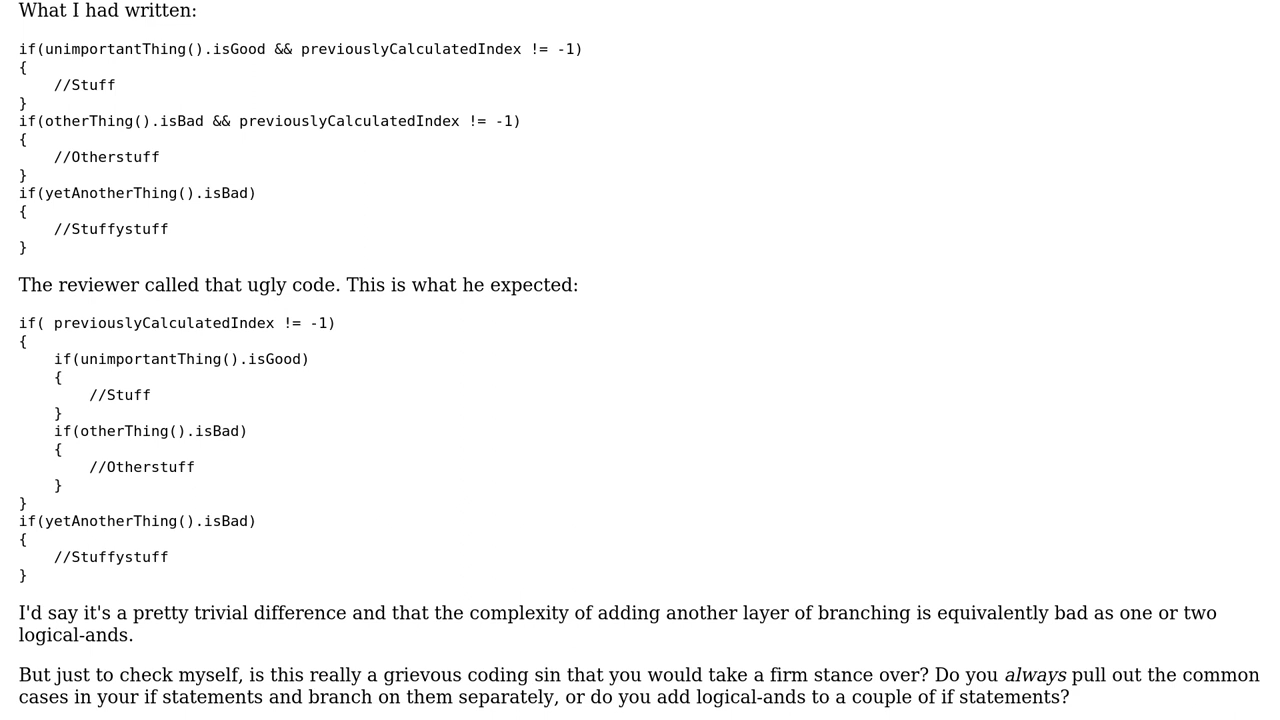 What I had written:
if(unimportantThing().isGood && previouslyCalculatedIndex != -1)
{
    //Stuff
}
if(otherThing().isBad && previouslyCalculatedIndex != -1)
{
    //Otherstuff
}
if(yetAnotherThing().isBad)
{
    //Stuffystuff
}
The reviewer called that ugly code. This is what he expected:
if( previouslyCalculatedIndex != -1)
{
    if(unimportantThing().isGood)
    {
        //Stuff
    }
    if(otherThing().isBad)
    {
        //Otherstuff
    }
}
if(yetAnotherThing().isBad)
{
    //Stuffystuff
}
I'd say it's a pretty trivial difference and that the complexity of adding another layer of branching is equivalently bad as one or two
logical-ands.
But just to check myself, is this really a grievous coding sin that you would take a firm stance over? Do you always pull out the common
cases in your if statements and branch on them separately, or do you add logical-ands to a couple of if statements?